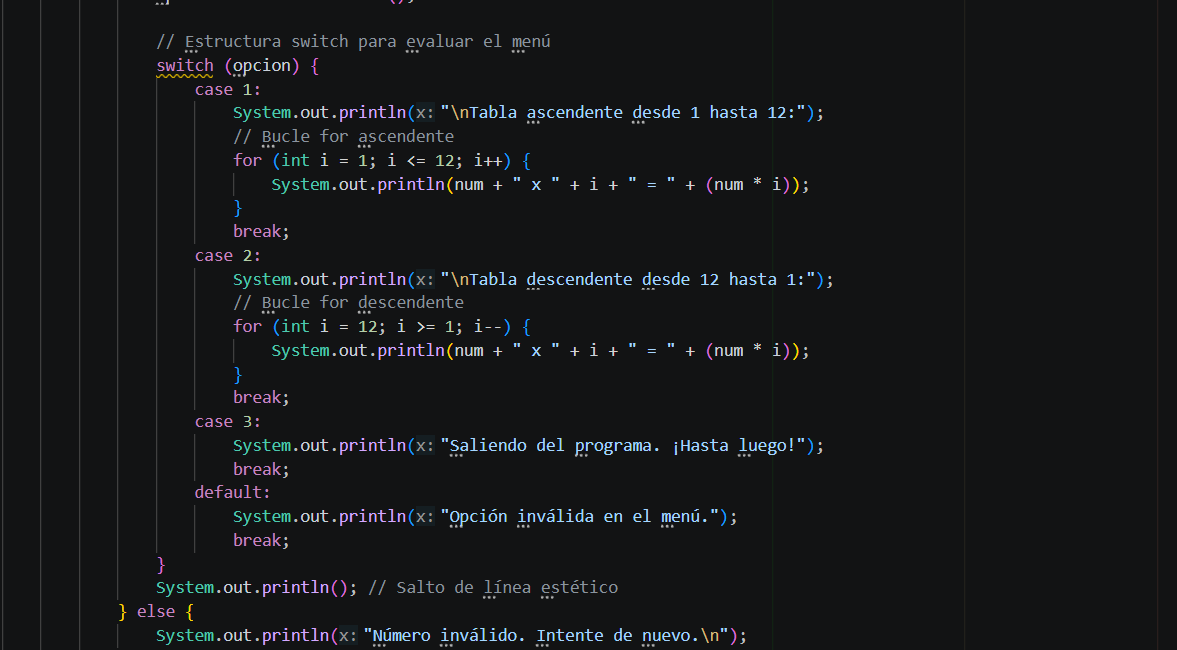 // Estructura switch para evaluar el menú
switch (opcion) {
case 1:
System.out.println(x: "\nTabla ascendente desde 1 hasta 12:");
// Bucle for ascendente
for (int i = 1; i <= 12; i++) {
System.out.println(num + " x " + i + " = " + (num * i));
}
break;
case 2:
System.out.println(x: "\nTabla descendente desde 12 hasta 1:");
// Bucle for descendente
for (int i = 12; i >= 1; i--) {
System.out.println(num + " x " + i + " = " + (num * i));
}
break;
case 3:
System.out.println(x: "Saliendo del programa. ¡Hasta luego!");
break;
default:
System.out.println(x: "Opción inválida en el menú.");
break;
}
System.out.println(); // Salto de línea estético
} else {
System.out.println(x: "Número inválido. Intente de nuevo.\n");